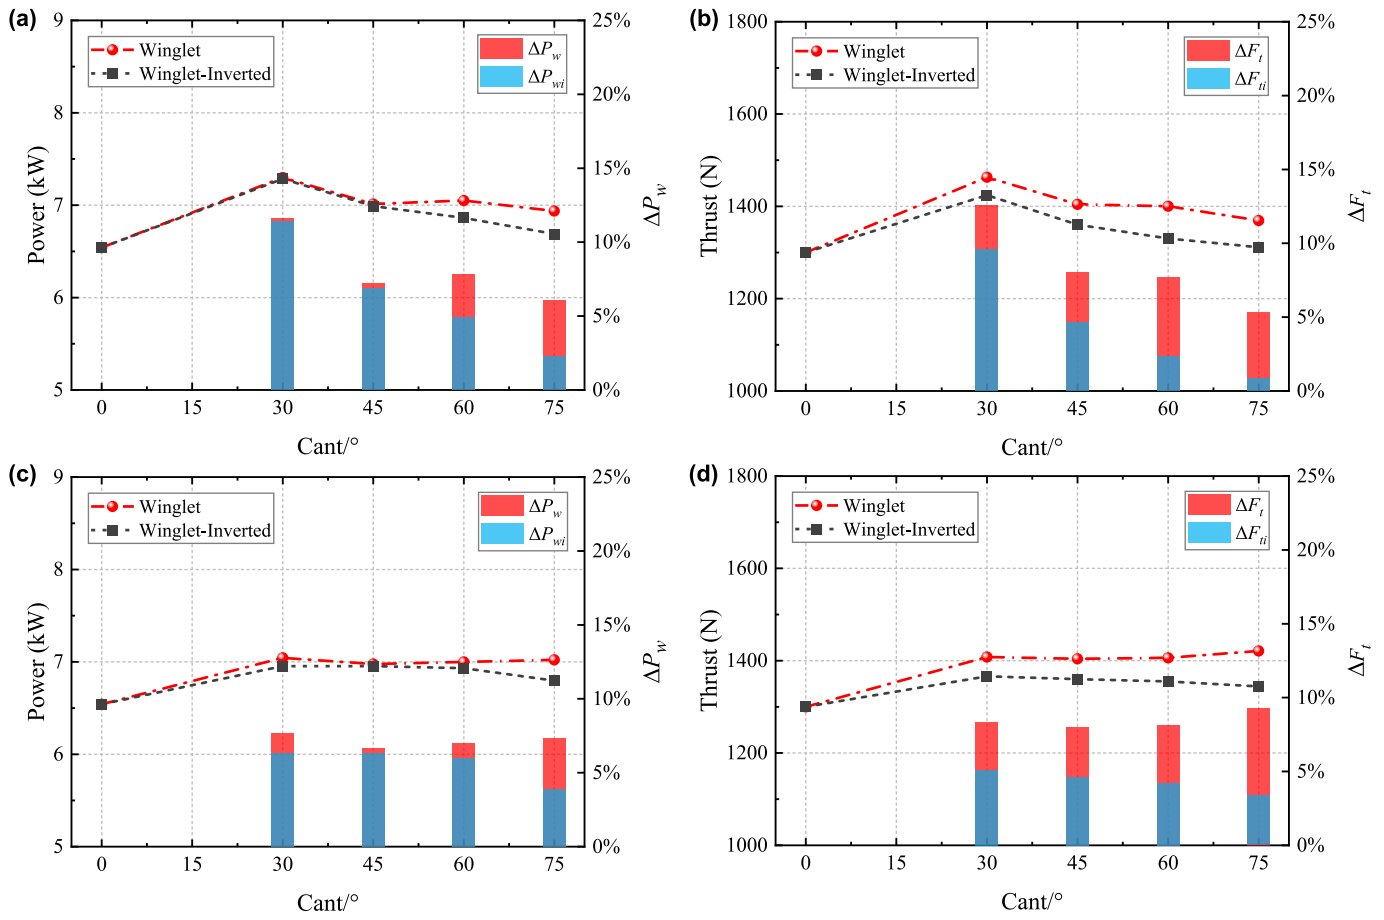 (a)
Winglet
Winglet-Inverted
ΔP_w
ΔP_wi
9
8
7
6
5
25%
20%
15%
10%
5%
0%
0 15 30 45 60 75
Power (kW)
ΔP_w
Cant/°
(b)
Winglet
Winglet-Inverted
ΔF_t
ΔF_ti
1800
1600
1400
1200
1000
25%
20%
15%
10%
5%
0%
0 15 30 45 60 75
Thrust (N)
ΔF_t
Cant/°
(c)
Winglet
Winglet-Inverted
ΔP_w
ΔP_wi
9
8
7
6
5
25%
20%
15%
10%
5%
0%
0 15 30 45 60 75
Power (kW)
ΔP_w
Cant/°
(d)
Winglet
Winglet-Inverted
ΔF_t
ΔF_ti
1800
1600
1400
1200
1000
25%
20%
15%
10%
5%
0%
0 15 30 45 60 75
Thrust (N)
ΔF_t
Cant/°